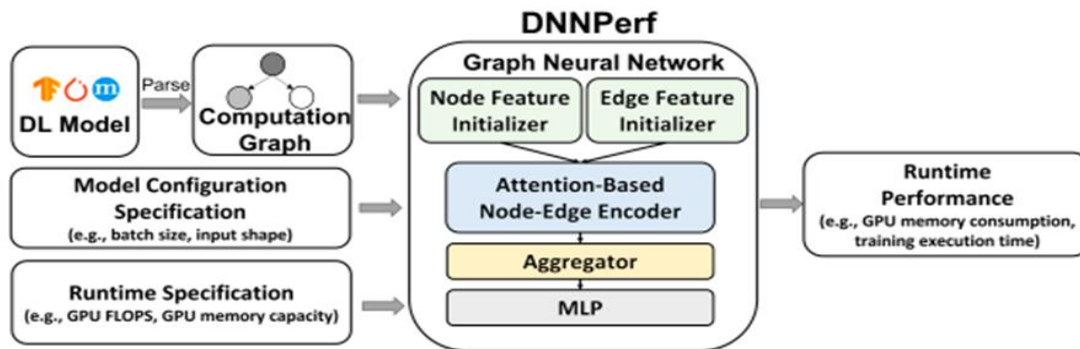 DNNPerf
DL Model
Parse
Computation
Graph
Model Configuration
Specification
(e.g., batch size, input shape)
Runtime Specification
(e.g., GPU FLOPS, GPU memory capacity)
Graph Neural Network
Node Feature
Initializer
Edge Feature
Initializer
Attention-Based
Node-Edge Encoder
Aggregator
MLP
Runtime
Performance
(e.g., GPU memory consumption,
training execution time)